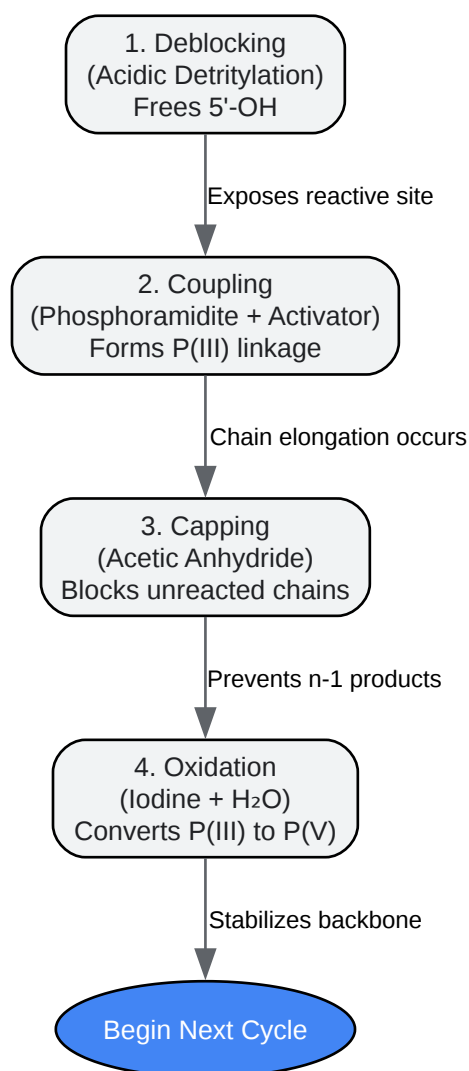 1. Deblocking
(Acidic Detritylation)
Frees 5'-OH
Exposes reactive site
2. Coupling
(Phosphoramidite + Activator)
Forms P(III) linkage
Chain elongation occurs
3. Capping
(Acetic Anhydride)
Blocks unreacted chains
Prevents n-1 products
4. Oxidation
(Iodine + H₂O)
Converts P(III) to P(V)
Stabilizes backbone
Begin Next Cycle